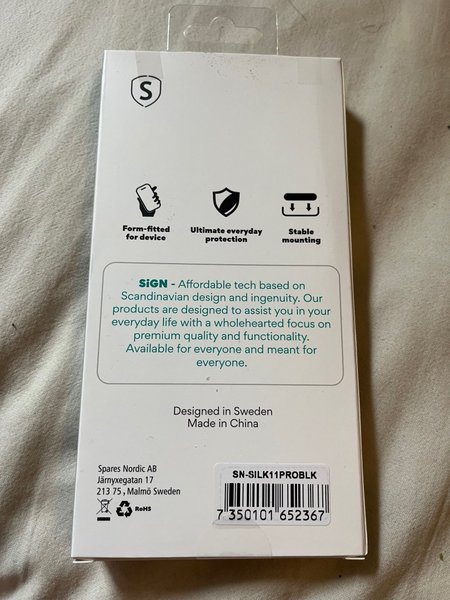 S
Form-fitted
for device
Ultimate everyday
protection
Stable
mounting
SiGN - Affordable tech based on
Scandinavian design and ingenuity. Our
products are designed to assist you in your
everyday life with a wholehearted focus on
premium quality and functionality.
Available for everyone and meant for
everyone.
Designed in Sweden
Made in China
Spares Nordic AB
Järnyxegatan 17
213 75 , Malmö Sweden
RoHS
SN-SILK11PROBLK
7 350101 652367